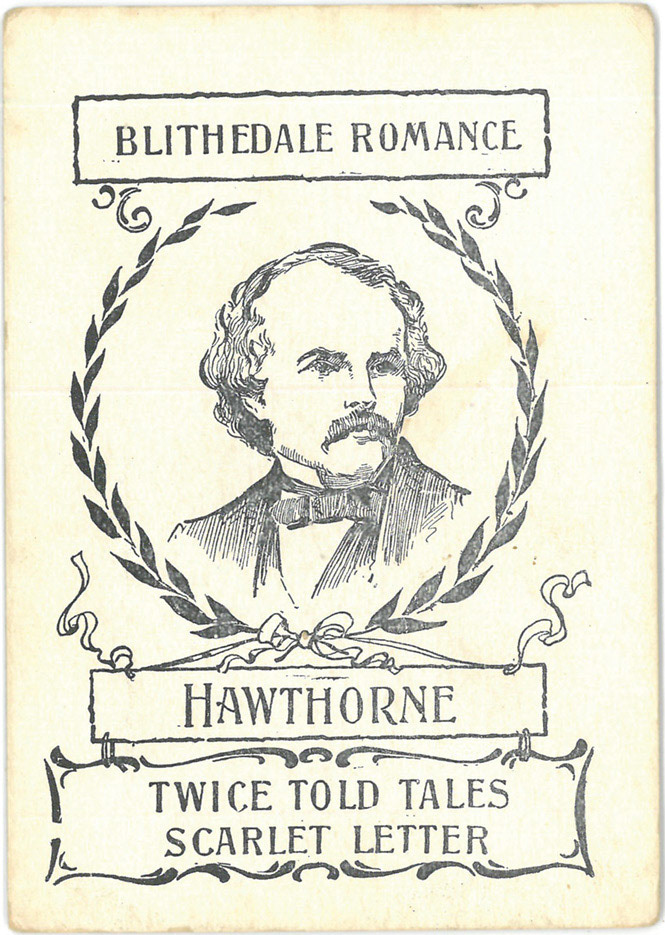 BLITHEDALE ROMANCE
HAWTHORNE
TWICE TOLD TALES
SCARLET LETTER